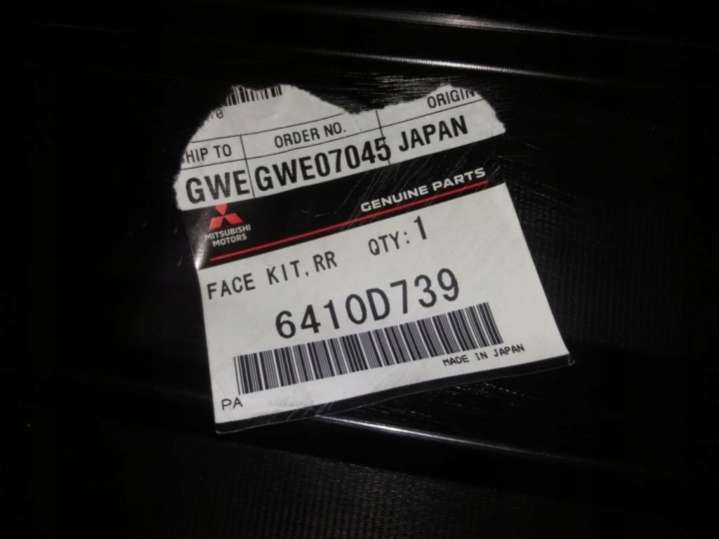 HIP TO ORDER NO. ORIGIN
GWE GWE07045 JAPAN
MITSUBISHI
MOTORS
GENUINE PARTS
FACE KIT,RR QTY:1
6410D739
MADE IN JAPAN
PA